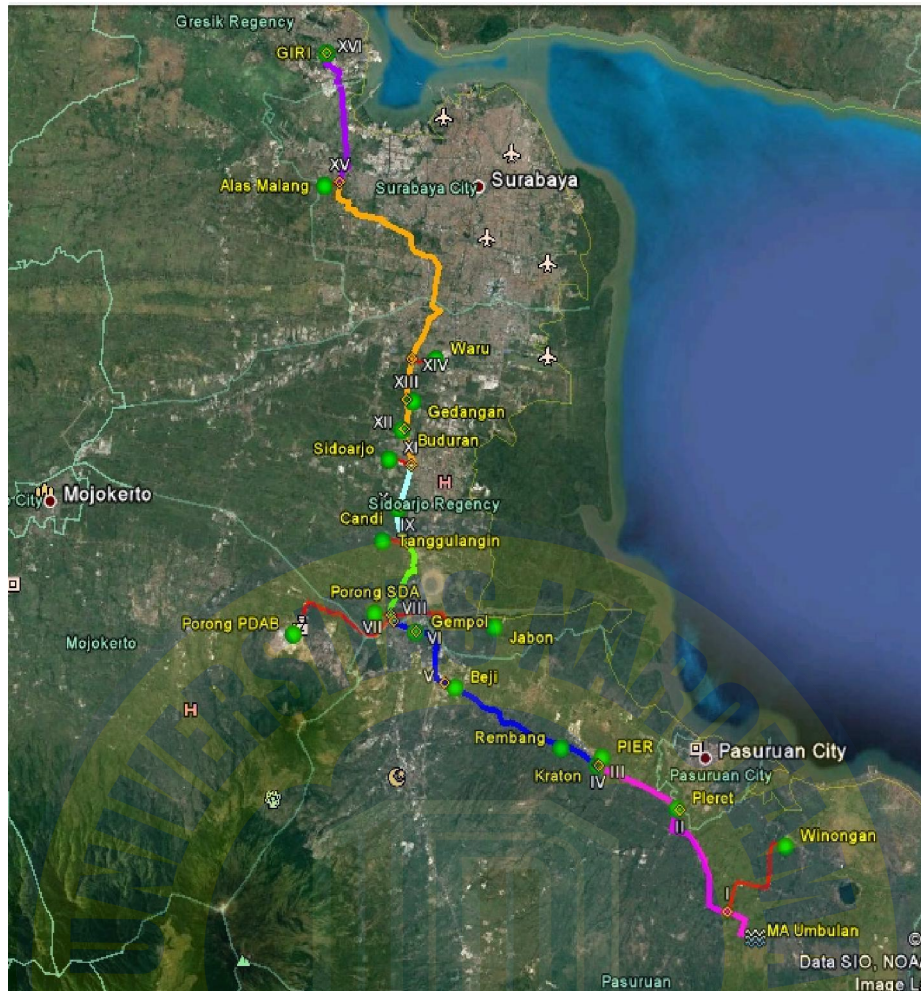 Gresik Regency
GIRI
XVI
XV
Alas Malang
Surabaya City
Surabaya
Waru
XIV
XIII
Gedangan
XII
Buduran
XI
Sidoarjo
H
o City
Mojokerto
X
Sidoarjo Regency
Candi
IX
Tanggulangin
Porong SDA
VIII
Porong PDAB
VII
Gempol
VI
Jabon
Mojokerto
V
Beji
H
Rembang
PIER
Pasuruan City
Kraton
III
IV
Pasuruan City
Pleret
II
Winongan
I
MA Umbulan
©
Data SIO, NOA
Pasuruan
Image L